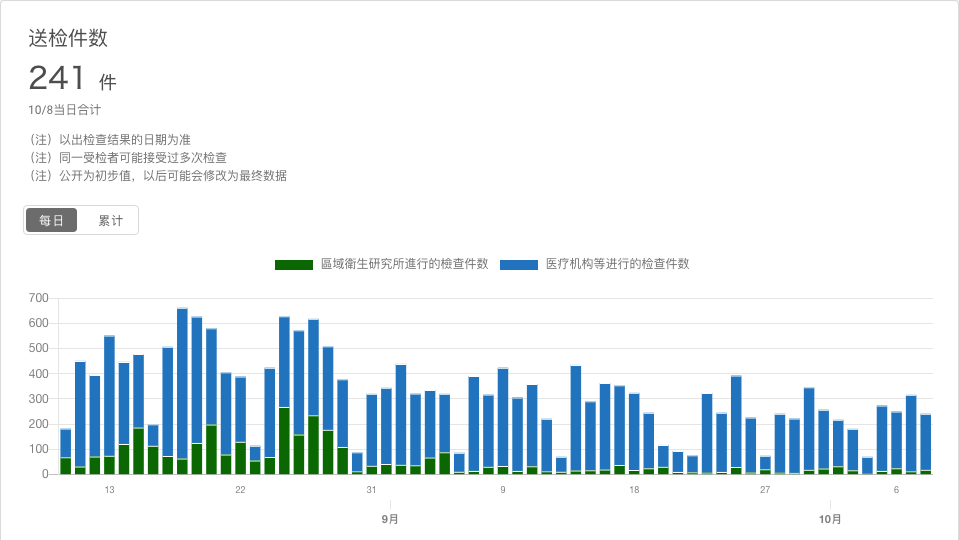 送检件数
241 件
10/8当日合计
（注）以出检查结果的日期为准
（注）同一受检者可能接受过多次检查
（注）公开为初步值，以后可能会修改为最终数据
每日 累计
區域衛生研究所進行的檢查件數 医疗机构等进行的检查件数
700
600
500
400
300
200
100
0
13 22 31 9 18 27 6
9月 10月